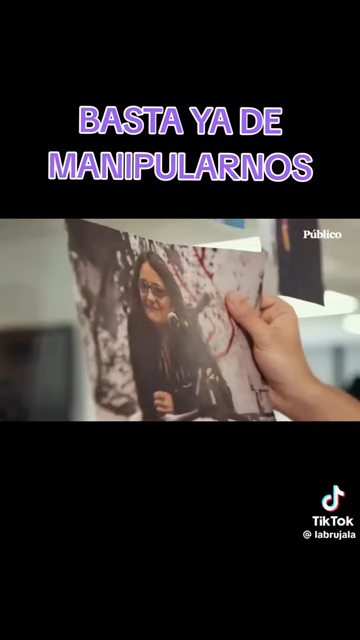 BASTA YA DE
MANIPULARNOS
Público
TikTok
@ labrujala